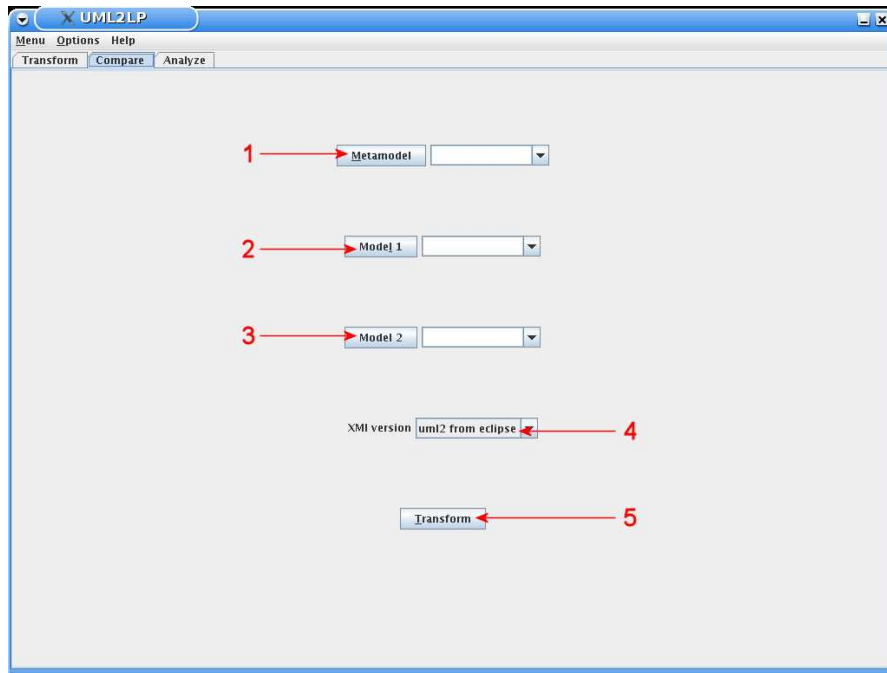 UML2LP
Menu Options Help
Transform Compare Analyze
1 Metamodel
2 Model 1
3 Model 2
XMI version uml2 from eclipse 4
Transform 5